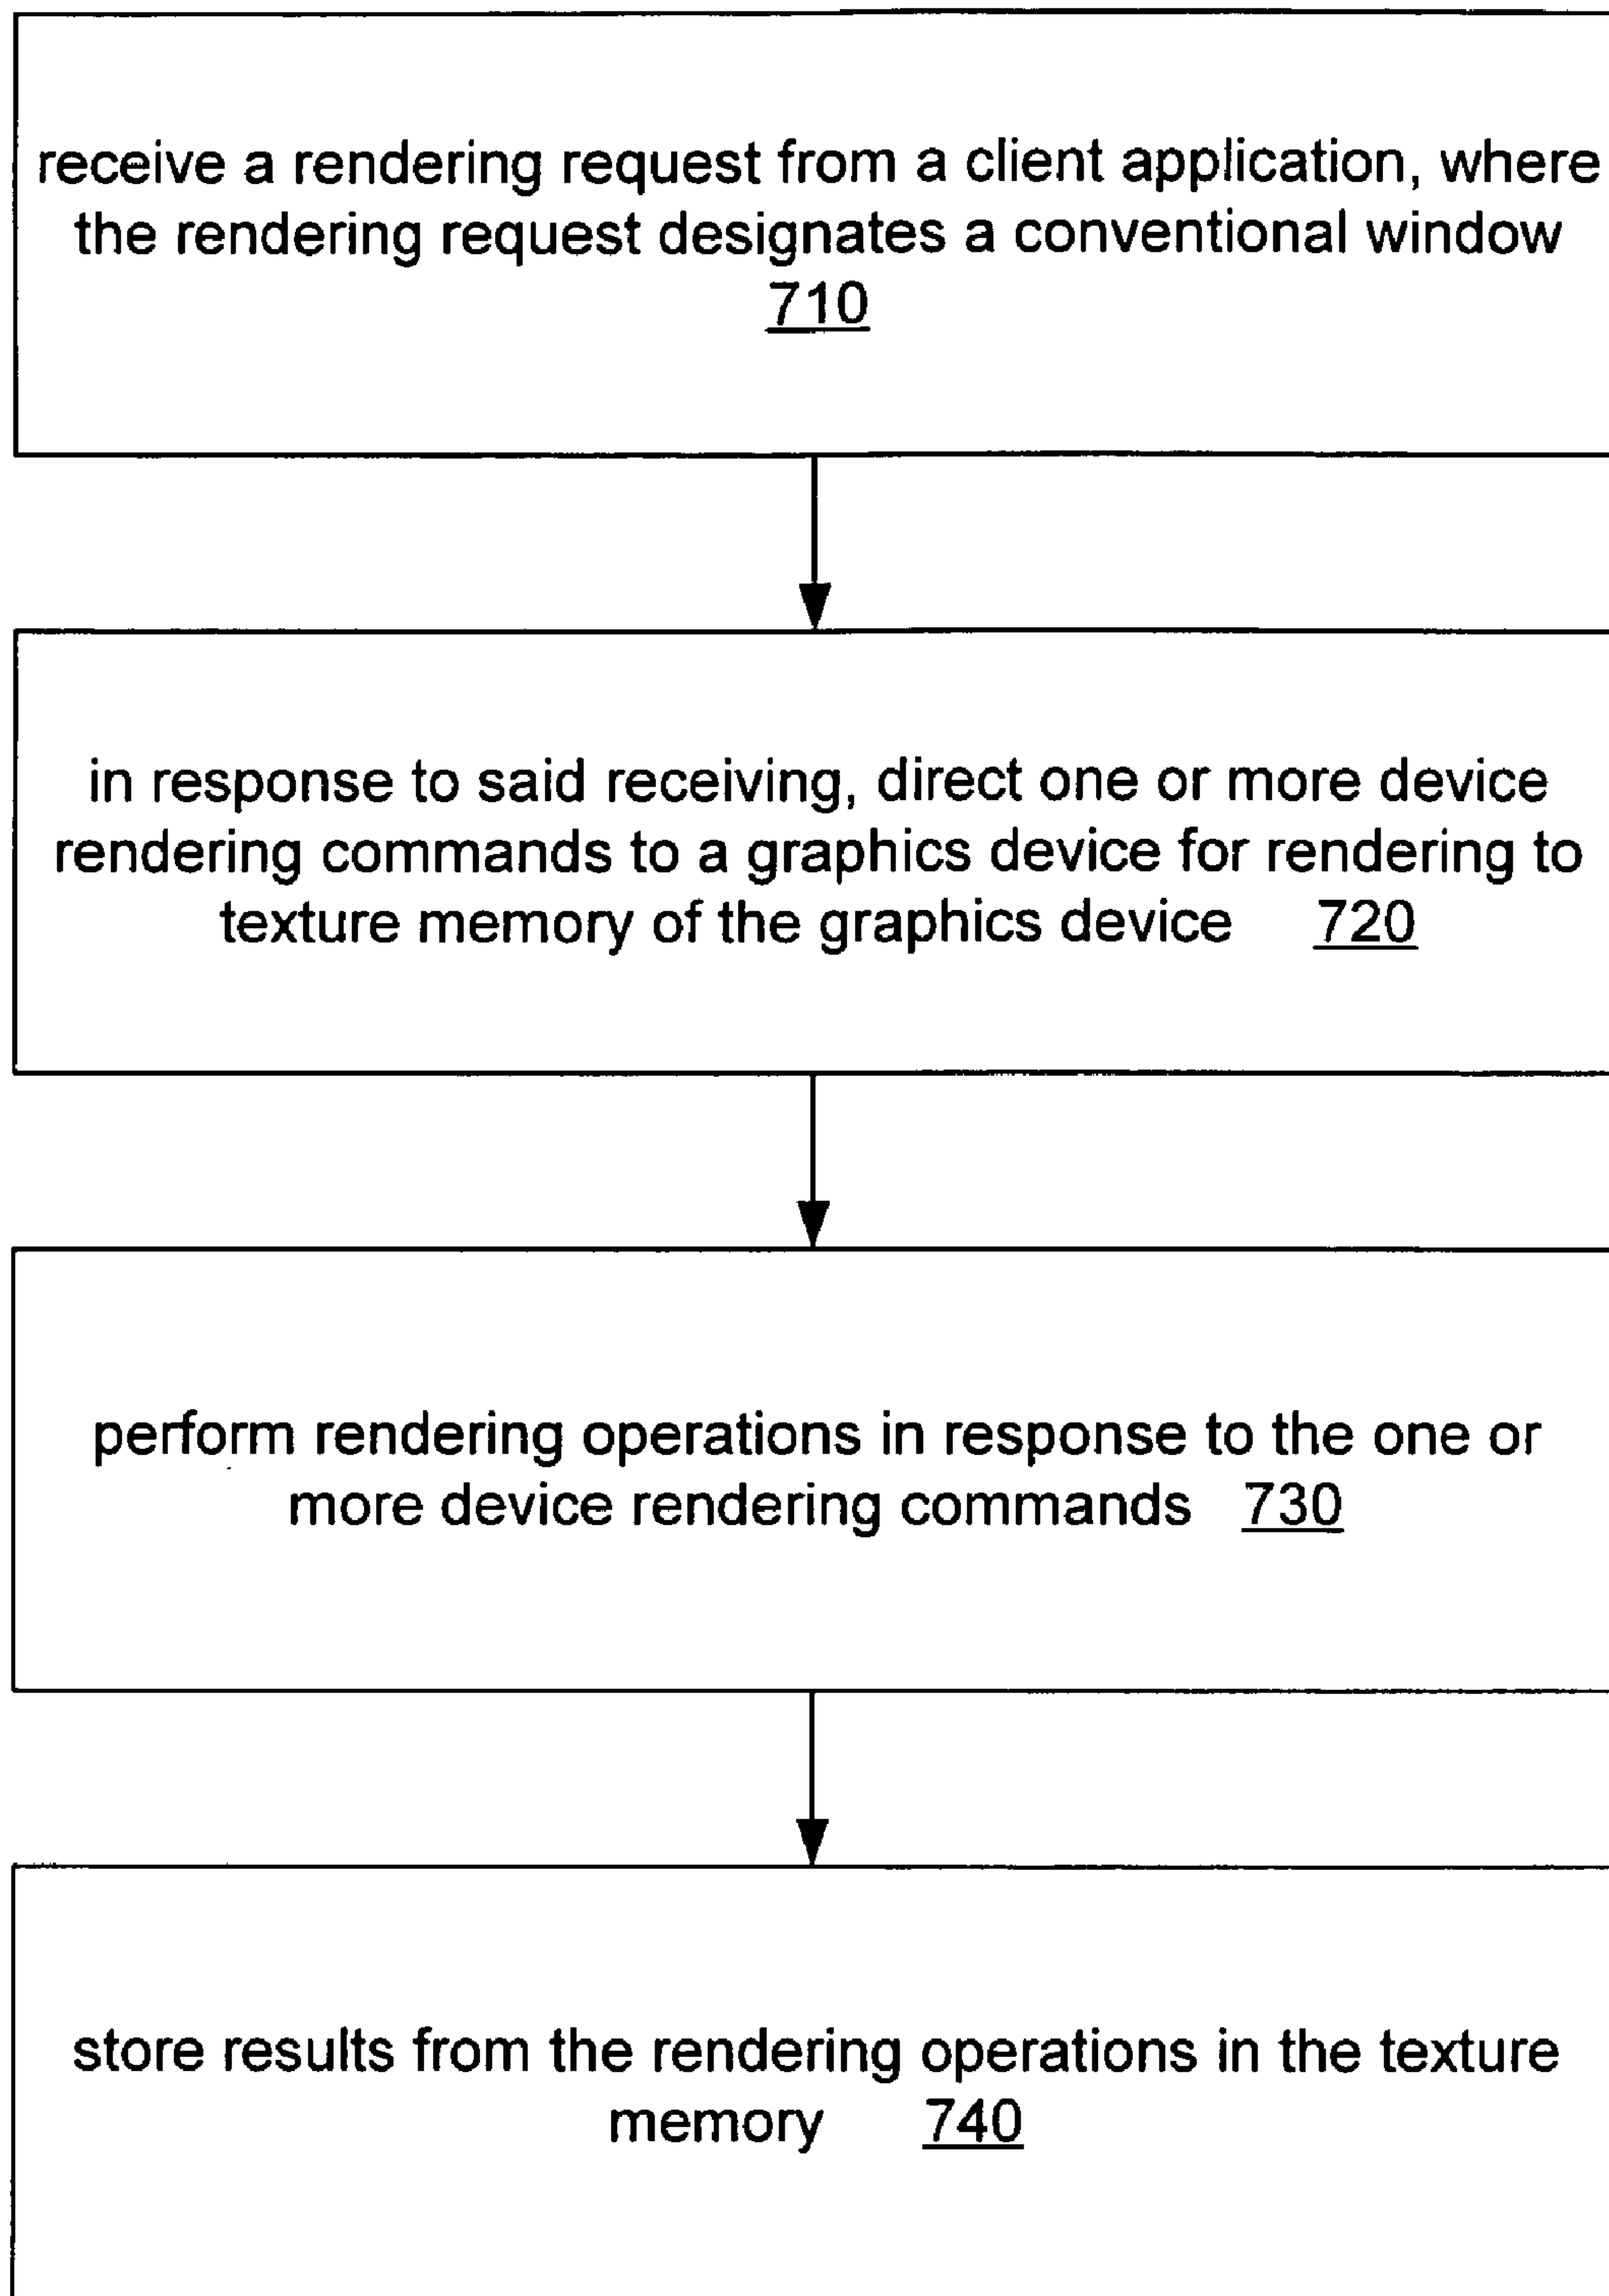 receive a rendering request from a client application, where
the rendering request designates a conventional window
710
in response to said receiving, direct one or more device
rendering commands to a graphics device for rendering to
texture memory of the graphics device 720
perform rendering operations in response to the one or
more device rendering commands 730
store results from the rendering operations in the texture
memory 740